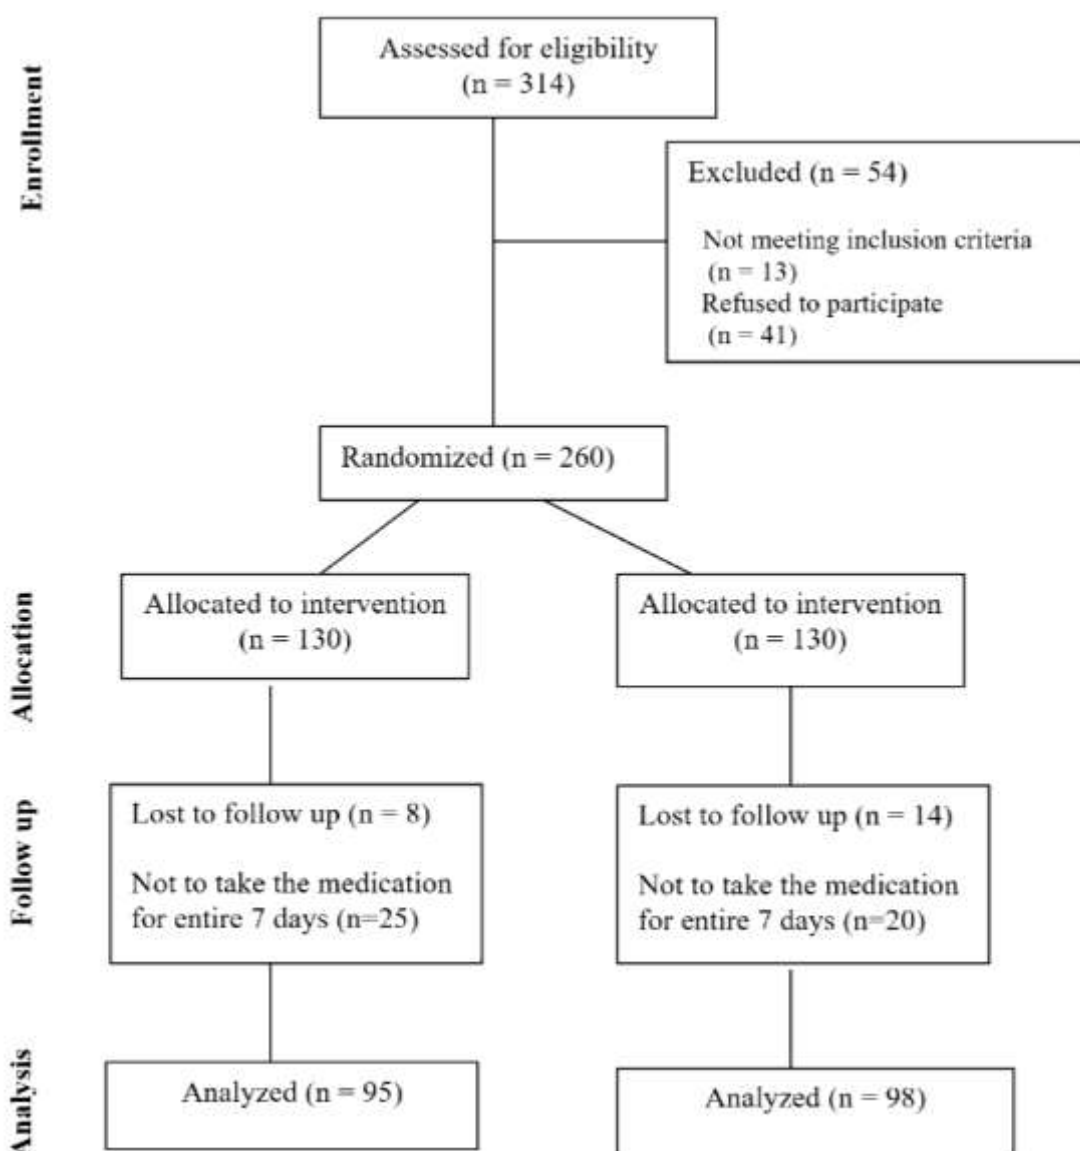 Enrollment
Assessed for eligibility
(n = 314)
Excluded (n = 54)
Not meeting inclusion criteria
(n = 13)
Refused to participate
(n = 41)
Randomized (n = 260)
Allocation
Allocated to intervention
(n = 130)
Allocated to intervention
(n = 130)
Follow up
Lost to follow up (n = 8)
Not to take the medication
for entire 7 days (n=25)
Lost to follow up (n = 14)
Not to take the medication
for entire 7 days (n=20)
Analysis
Analyzed (n = 95)
Analyzed (n = 98)